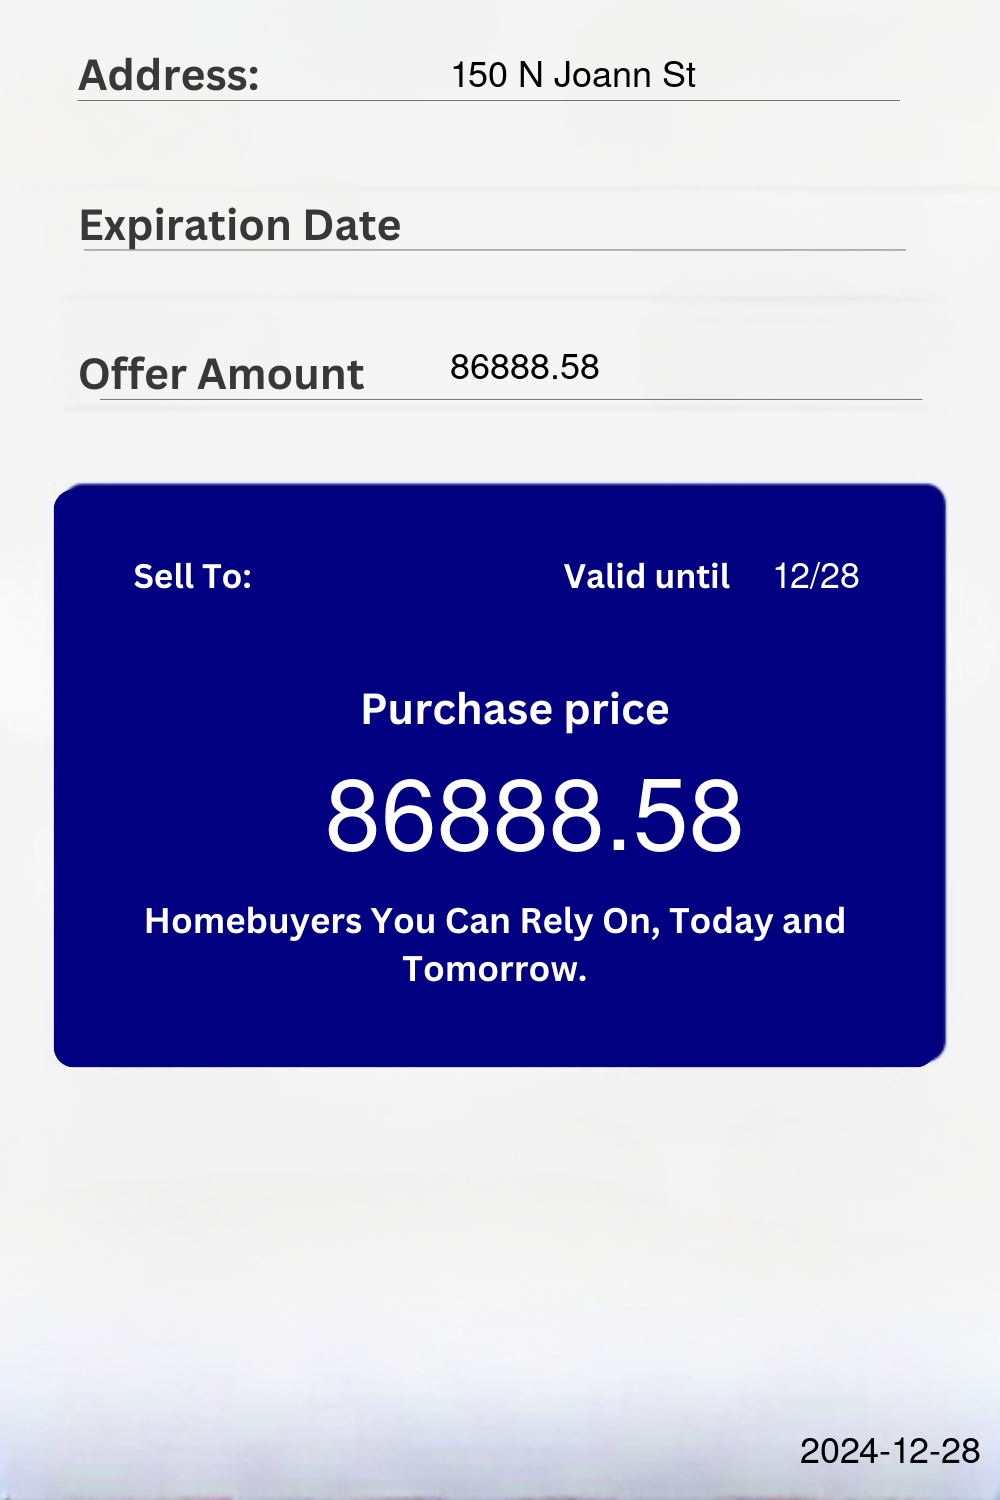 Address: 150 N Joann St
Expiration Date
Offer Amount 86888.58
Sell To: Valid until 12/28
Purchase price
86888.58
Homebuyers You Can Rely On, Today and
Tomorrow.
2024-12-28